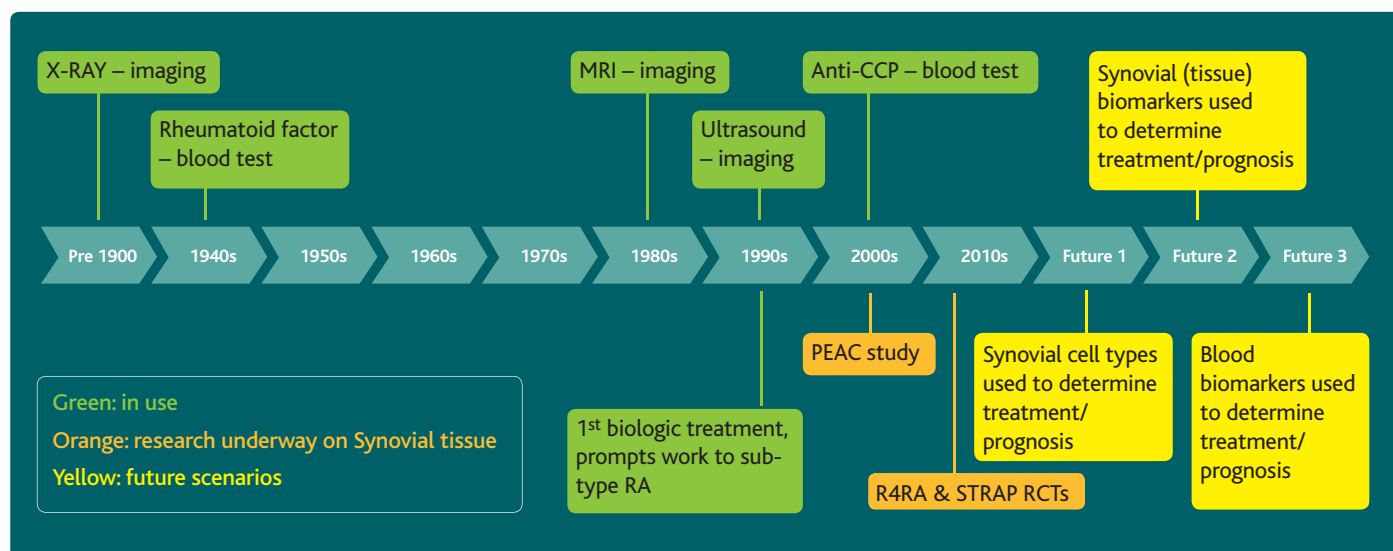 X-RAY – imaging
Rheumatoid factor
– blood test
MRI – imaging
Ultrasound
– imaging
Anti-CCP – blood test
Synovial (tissue)
biomarkers used
to determine
treatment/prognosis
Pre 1900
1940s
1950s
1960s
1970s
1980s
1990s
2000s
2010s
Future 1
Future 2
Future 3
Green: in use
Orange: research underway on Synovial tissue
Yellow: future scenarios
1st biologic treatment,
prompts work to sub-
type RA
PEAC study
R4RA & STRAP RCTs
Synovial cell types
used to determine
treatment/
prognosis
Blood
biomarkers used
to determine
treatment/
prognosis